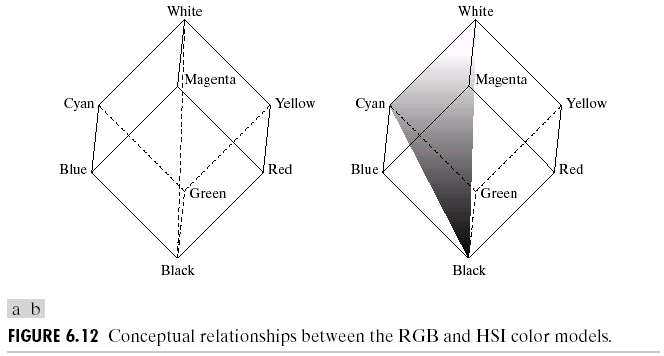 White
White
Magenta
Magenta
Cyan
Yellow
Cyan
Yellow
Blue
Red
Blue
Red
Green
Green
Black
Black
a b
FIGURE 6.12 Conceptual relationships between the RGB and HSI color models.